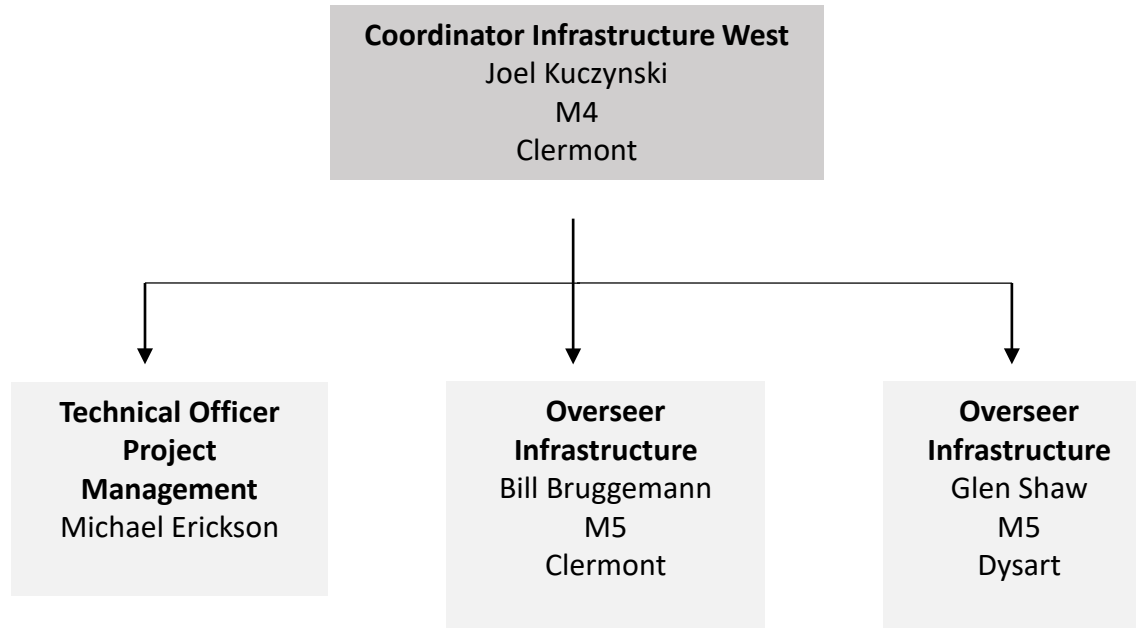 Coordinator Infrastructure West
Joel Kuczynski
M4
Clermont
Technical Officer
Project
Management
Michael Erickson
Overseer
Infrastructure
Bill Bruggemann
M5
Clermont
Overseer
Infrastructure
Glen Shaw
M5
Dysart